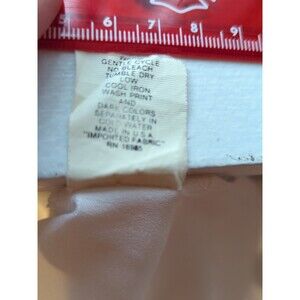 5 6 7 8 9
GENTLE CYCLE
NO BLEACH
TUMBLE DRY
LOW
COOL IRON
WASH PRINT
AND
DARK COLORS
SEPARATELY IN
COLD WATER
MADE IN U.S.A
"IMPORTED FABRIC"
RN